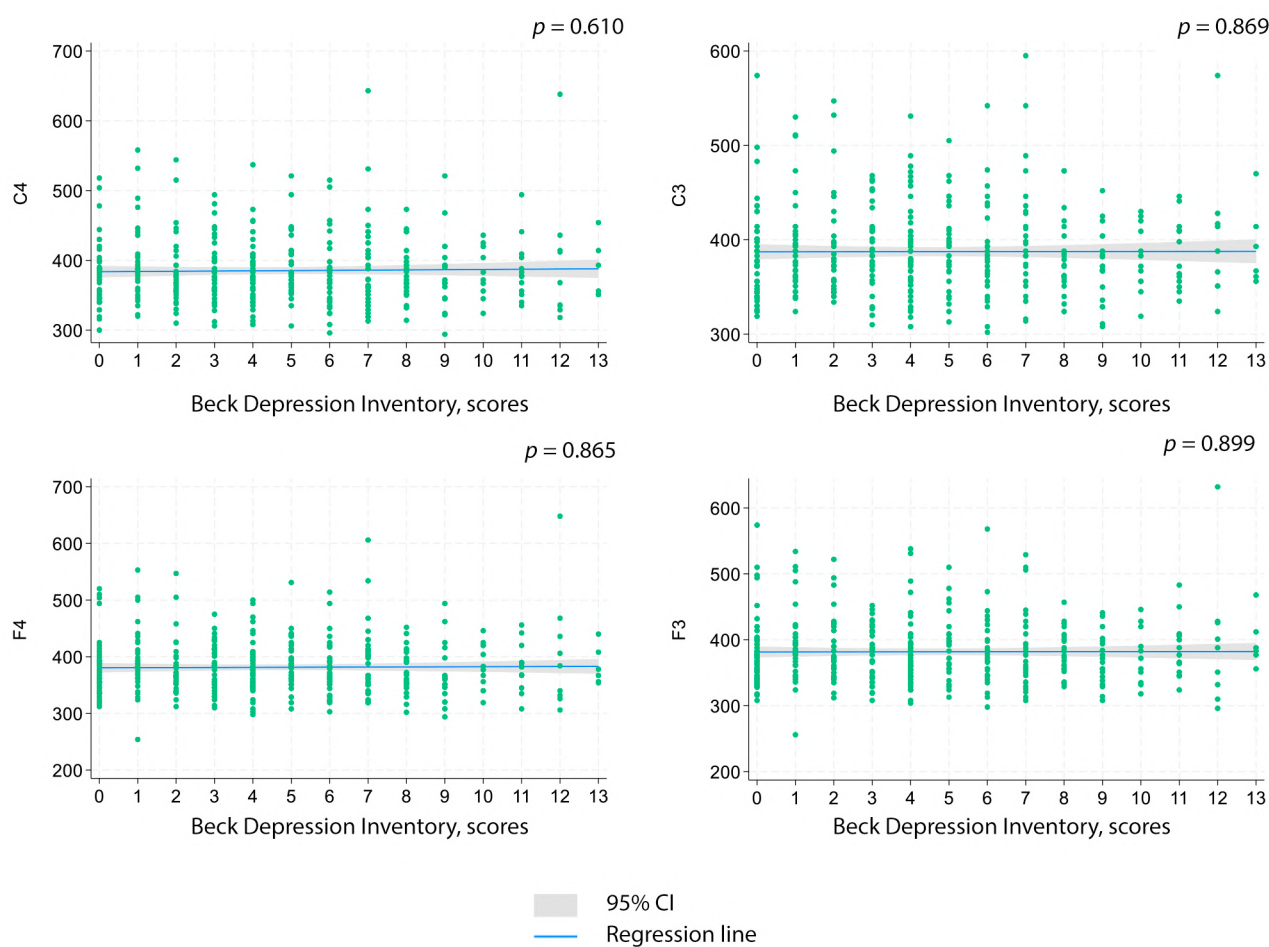 p = 0.610
700
600
500
400
300
C4
0 1 2 3 4 5 6 7 8 9 10 11 12 13
Beck Depression Inventory, scores
p = 0.869
600
500
400
300
C3
0 1 2 3 4 5 6 7 8 9 10 11 12 13
Beck Depression Inventory, scores
p = 0.865
700
600
500
400
300
200
F4
0 1 2 3 4 5 6 7 8 9 10 11 12 13
Beck Depression Inventory, scores
p = 0.899
600
500
400
300
200
F3
0 1 2 3 4 5 6 7 8 9 10 11 12 13
Beck Depression Inventory, scores
95% CI
Regression line